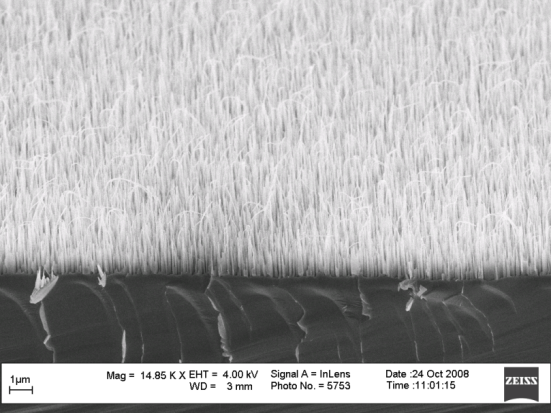 1µm
Mag = 14.85 K X
EHT = 4.00 kV
WD = 3 mm
Signal A = InLens
Photo No. = 5753
Date :24 Oct 2008
Time :11:01:15
ZEISS